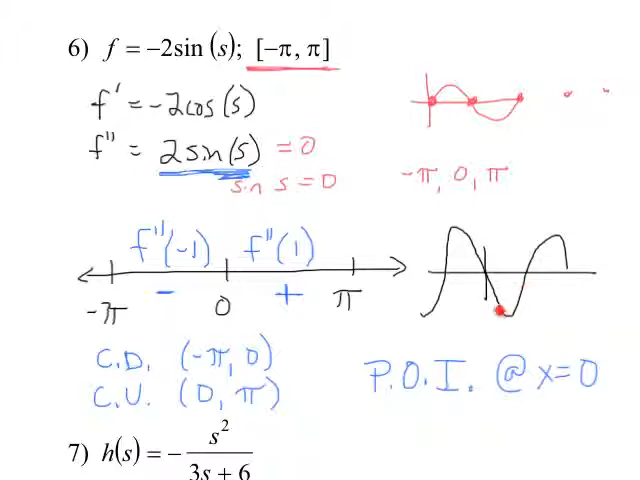 6) f = −2sin (s); [−π, π]
f' = -2cos(s)
f'' = 2sin(s) = 0
sin s = 0
-π, 0, π
f''(-1) f''(1)
- +
-π 0 π
C.D. (-π, 0)
C.U. (0, π)
P.O.I. @ x=0
7) h(s) = − s² / 3s + 6